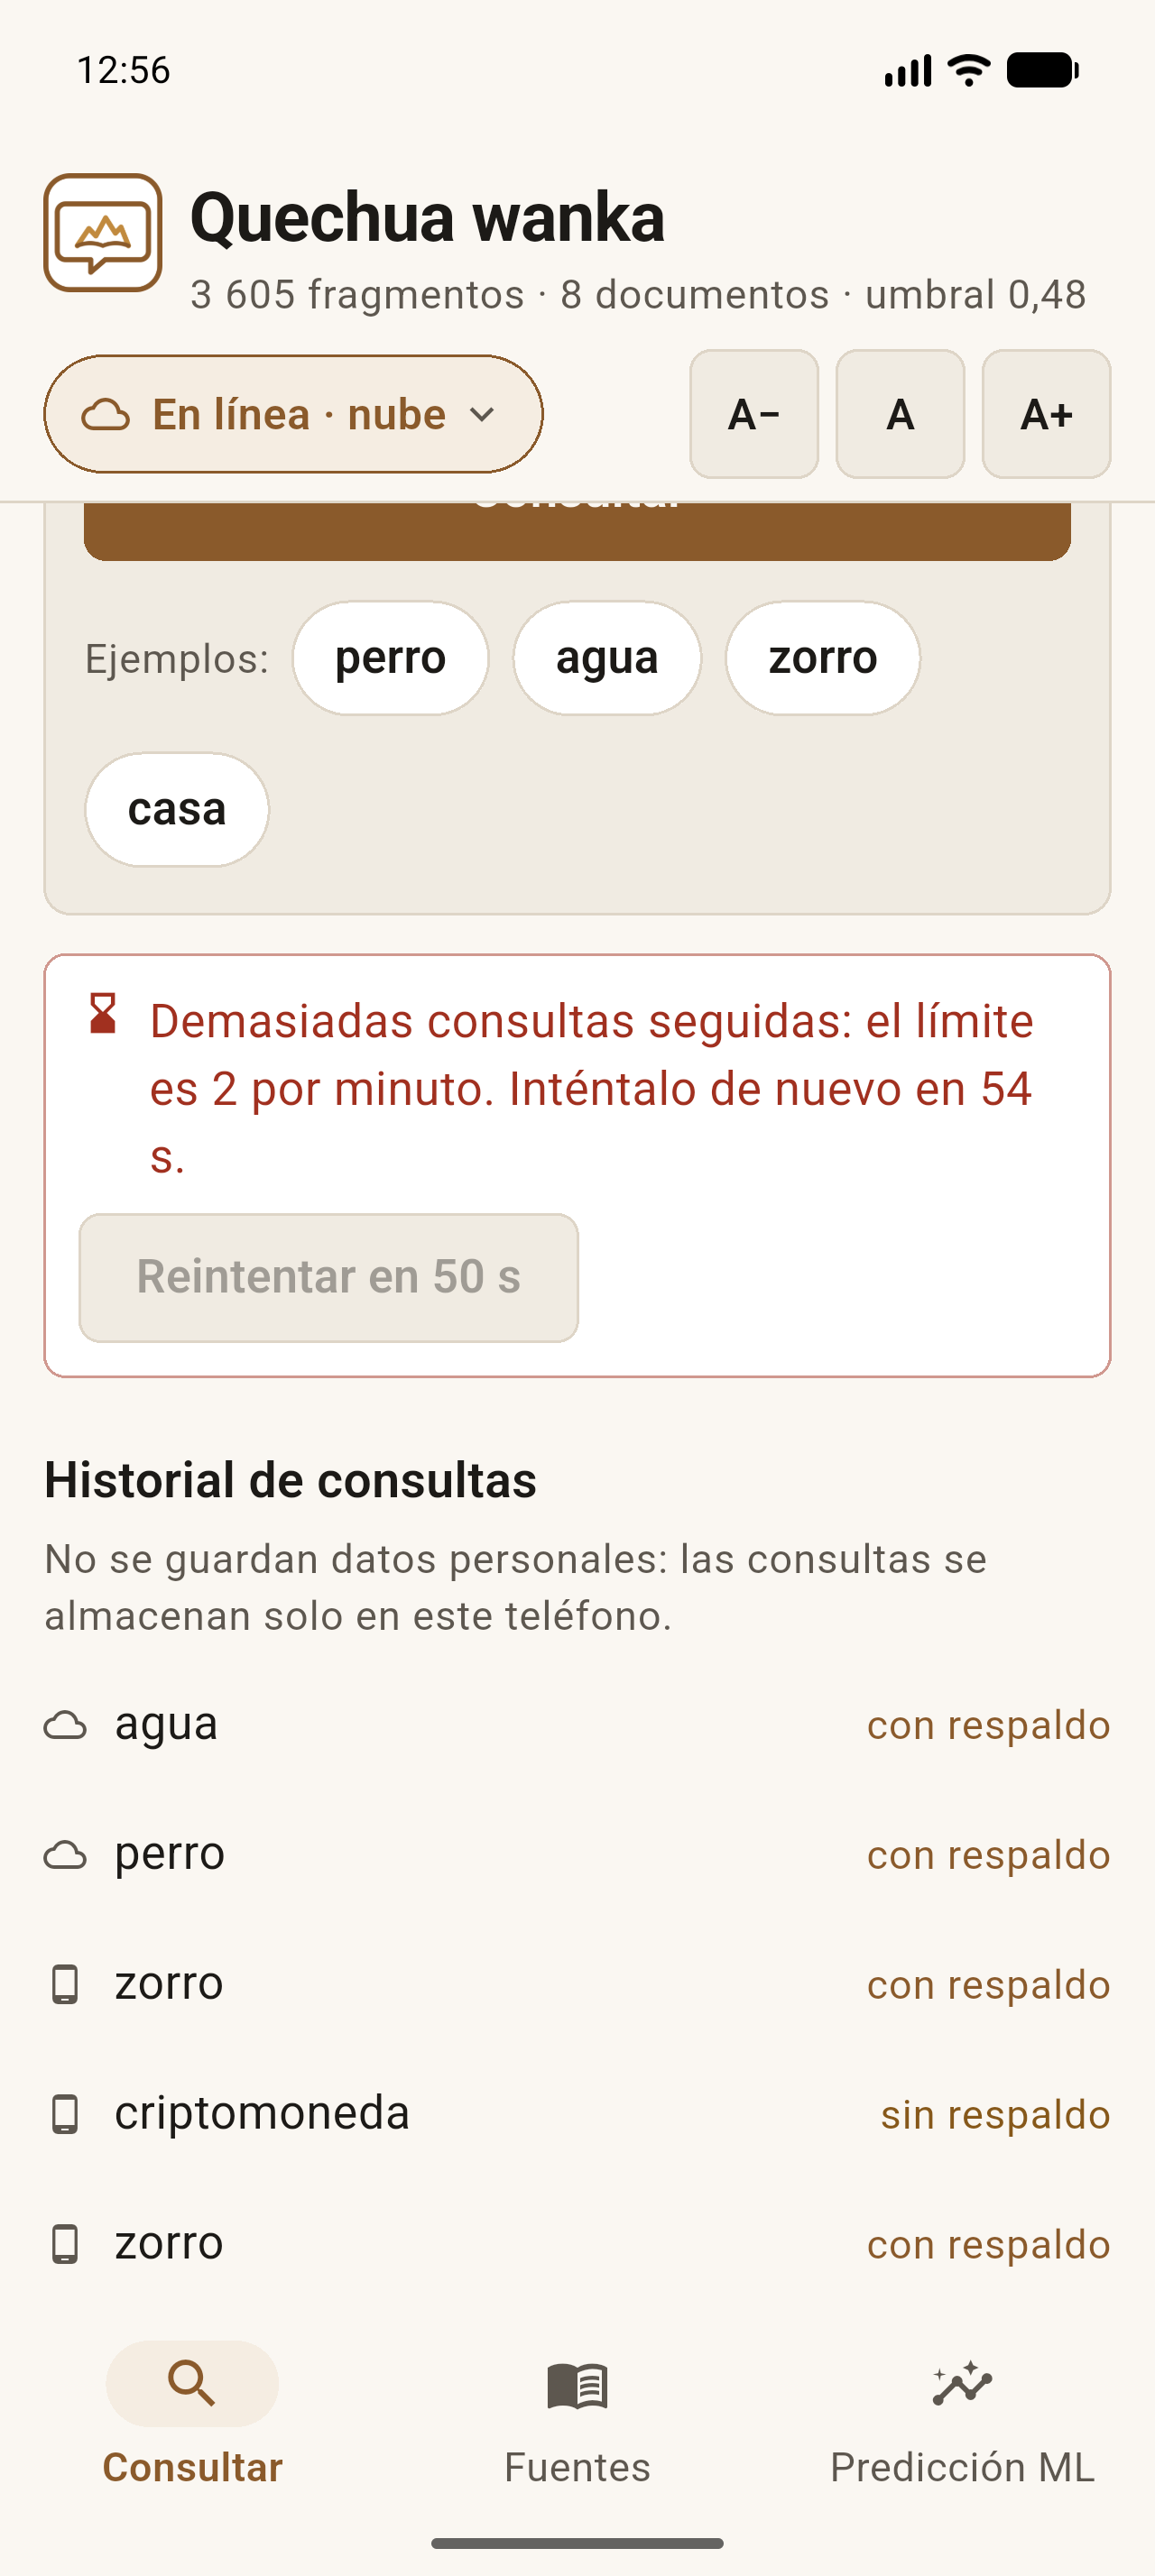 12:56
Quechua wanka
3 605 fragmentos · 8 documentos · umbral 0,48
En línea · nube
A−
A
A+
Ejemplos:
perro
agua
zorro
casa
Demasiadas consultas seguidas: el límite
es 2 por minuto. Inténtalo de nuevo en 54
s.
Reintentar en 50 s
Historial de consultas
No se guardan datos personales: las consultas se
almacenan solo en este teléfono.
agua
con respaldo
perro
con respaldo
zorro
con respaldo
criptomoneda
sin respaldo
zorro
con respaldo
Consultar
Fuentes
Predicción ML